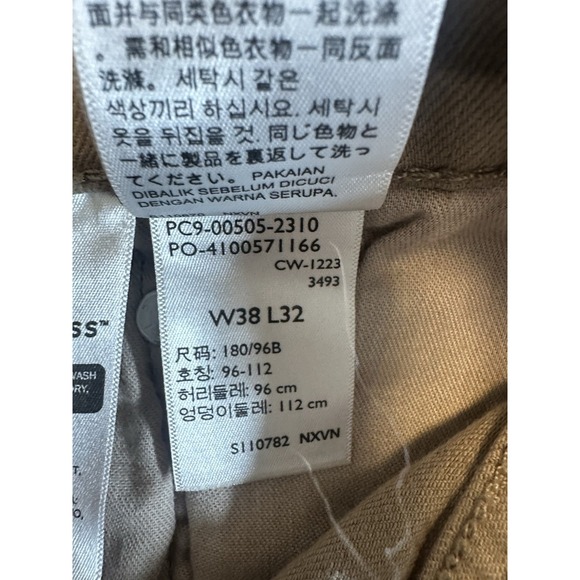 面并与同类色衣物一起洗涤
。需和相似色衣物一同反面
洗滌。세탁시 같은
색상끼리 하십시요. 세탁시
옷을 뒤집을 것. 同じ色物と
一緒に製品を裏返して洗っ
てください。PAKAIAN
DIBALIK SEBELUM DICUCI
DENGAN WARNA SERUPA.
NXVN
PC9-00505-2310
PO-4100571166
CW-1223
3493
W38 L32
尺码: 180/96B
호칭: 96-112
허리둘레: 96 cm
엉덩이둘레: 112 cm
S110782 NXVN
SS™
WASH
DRY,